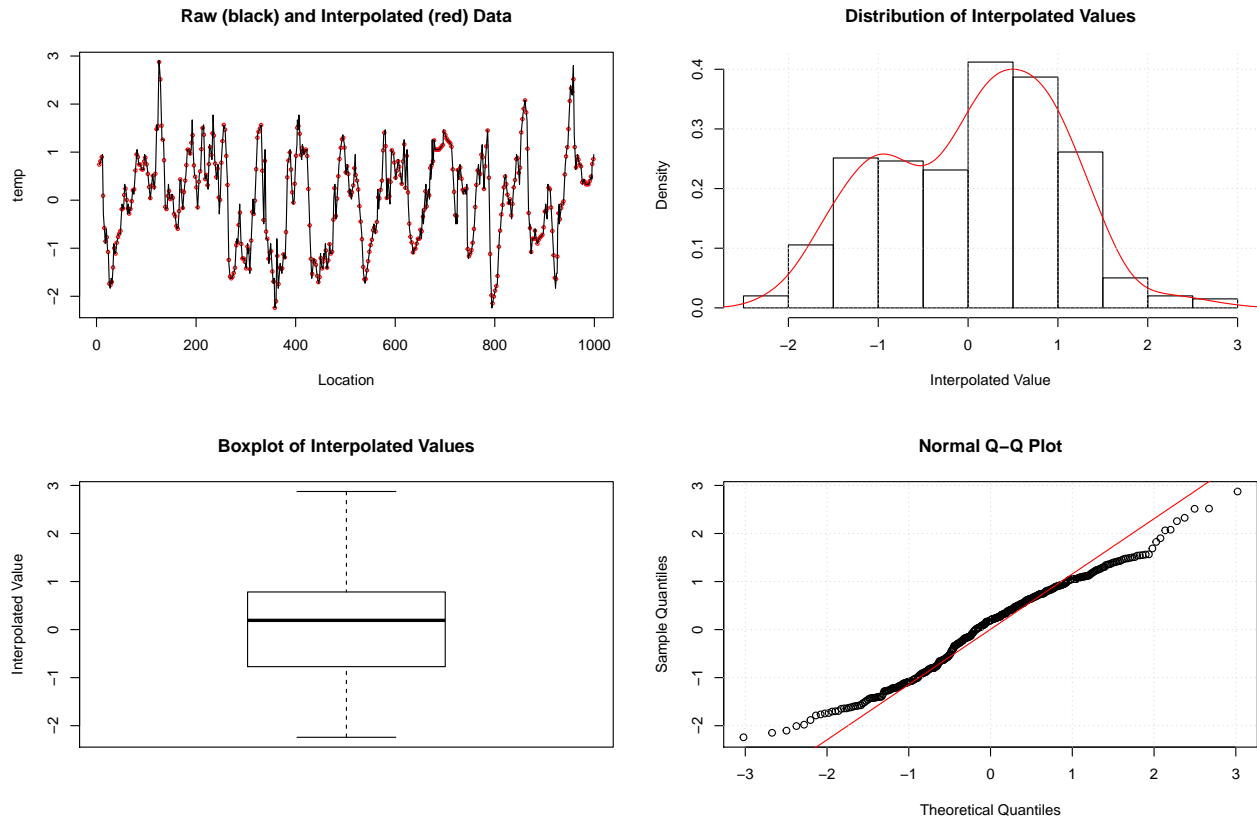 Raw (black) and Interpolated (red) Data
temp
3
2
1
0
−1
−2
0 200 400 600 800 1000
Location
Distribution of Interpolated Values
Density
0.4
0.3
0.2
0.1
0.0
−2 −1 0 1 2 3
Interpolated Value
Boxplot of Interpolated Values
Interpolated Value
3
2
1
0
−1
−2
Normal Q−Q Plot
Sample Quantiles
3
2
1
0
−1
−2
−3 −2 −1 0 1 2 3
Theoretical Quantiles